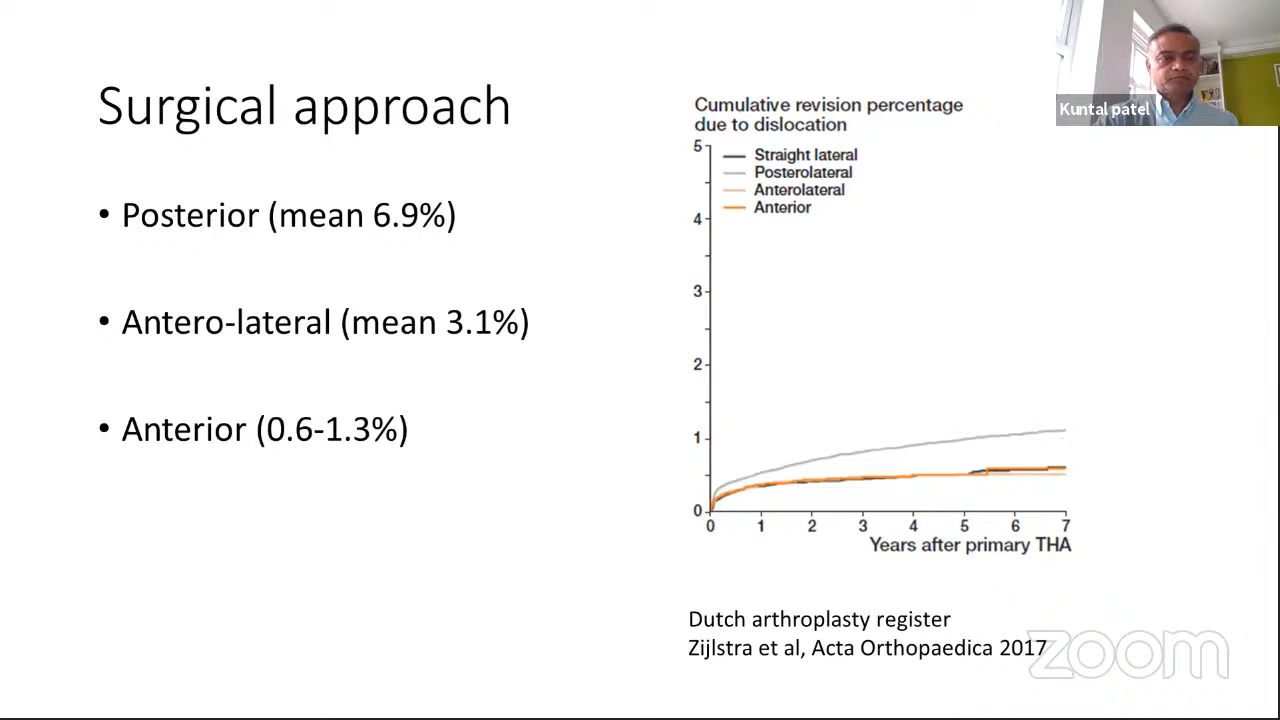 Surgical approach
• Posterior (mean 6.9%)
• Antero-lateral (mean 3.1%)
• Anterior (0.6-1.3%)
Kuntal patel
Cumulative revision percentage
due to dislocation
Straight lateral
Posterolateral
Anterolateral
Anterior
5
4
3
2
1
0
0 1 2 3 4 5 6 7
Years after primary THA
Dutch arthroplasty register
Zijlstra et al, Acta Orthopaedica 2017
zoom